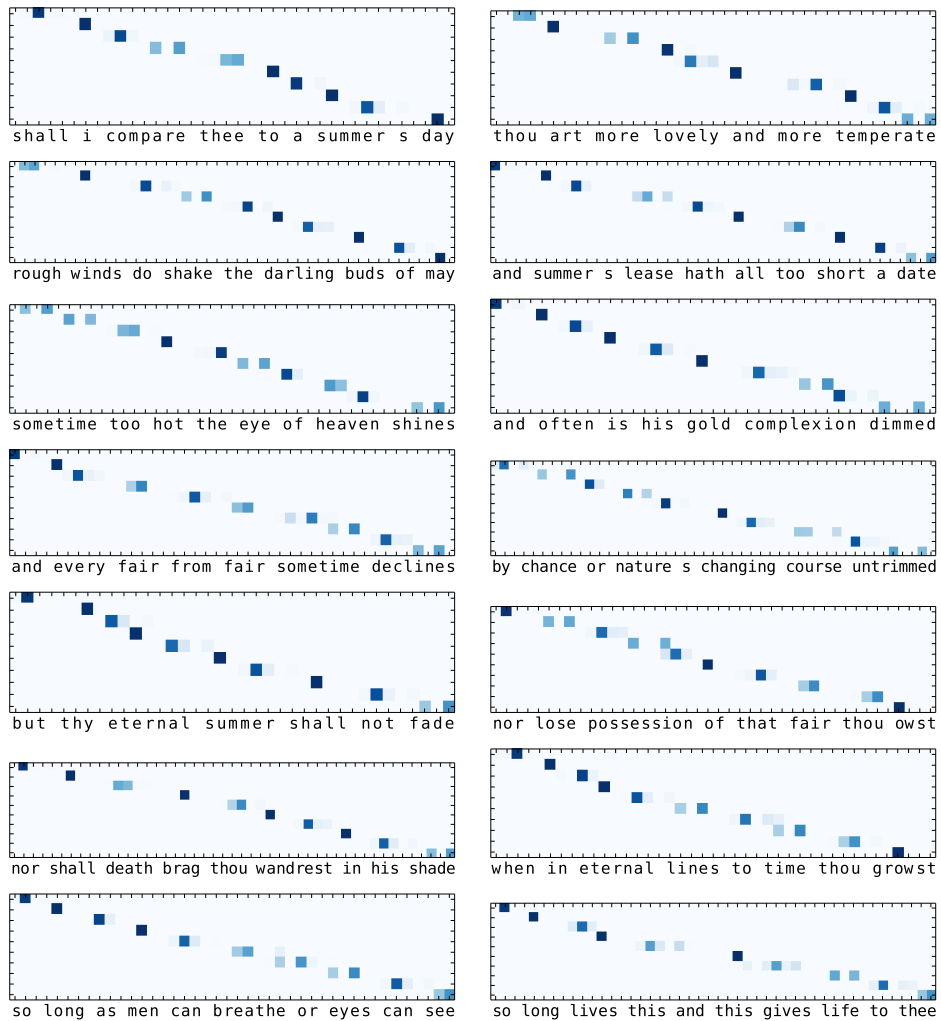 shall i compare thee to a summer s day
thou art more lovely and more temperate
rough winds do shake the darling buds of may
and summer s lease hath all too short a date
sometime too hot the eye of heaven shines
and often is his gold complexion dimmed
and every fair from fair sometime declines
by chance or nature s changing course untrimmed
but thy eternal summer shall not fade
nor lose possession of that fair thou owst
nor shall death brag thou wandrest in his shade
when in eternal lines to time thou growst
so long as men can breathe or eyes can see
so long lives this and this gives life to thee